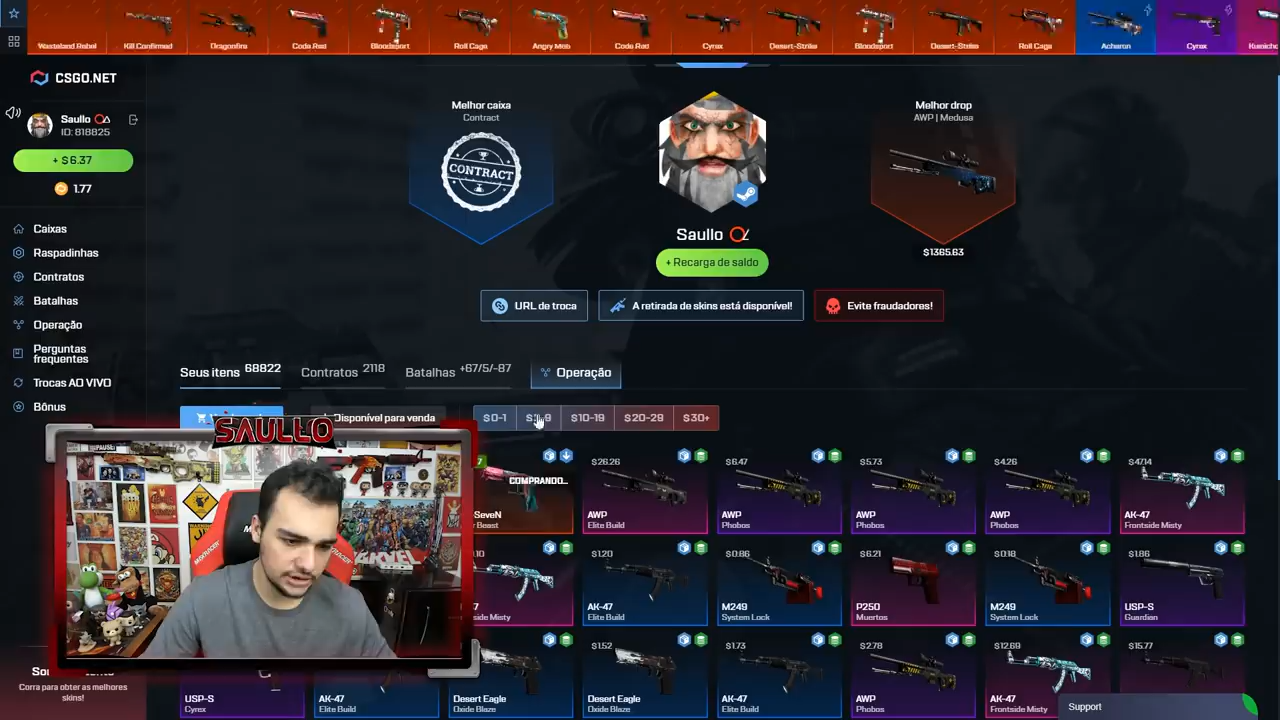 Wasteland Rebel
Kill Confirmed
Dragonfire
Code Red
Bloodsport
Roll Cage
Angry Mob
Code Red
Cyrex
Desert-Strike
Bloodsport
Desert-Strike
Roll Cage
Acheron
Cyrex
CSGO.NET
Saullo
ID: 818825
+ $ 6.37
1.77
Caixas
Raspadinhas
Contratos
Batalhas
Operação
Perguntas
frequentes
Trocas AO VIVO
Bônus
Corra para obter as melhores
skins!
Melhor caixa
Contract
CONTRACT
Saullo
+ Recarga de saldo
Melhor drop
AWP | Medusa
$1365.63
URL de troca
A retirada de skins está disponível!
Evite fraudadores!
Seus itens 68822
Contratos 2118
Batalhas +67/5/-87
Operação
Disponível para venda
$0-1
$10-19
$20-29
$30+
SAULLO
COMPRANDO...
SeveN
Beast
$26.26
AWP
Elite Build
$6.47
AWP
Phobos
$5.73
AWP
Phobos
$4.26
AWP
Phobos
$47.14
AK-47
Frontside Misty
$1.20
AK-47
Elite Build
$0.86
M249
System Lock
$6.21
P250
Muertos
$0.18
M249
System Lock
$1.86
USP-S
Guardian
USP-S
Cyrex
AK-47
Elite Build
Desert Eagle
Oxide Blaze
$1.52
Desert Eagle
Oxide Blaze
$1.73
AK-47
Elite Build
$2.78
AWP
Phobos
$12.69
AK-47
Frontside Misty
$15.77
Support